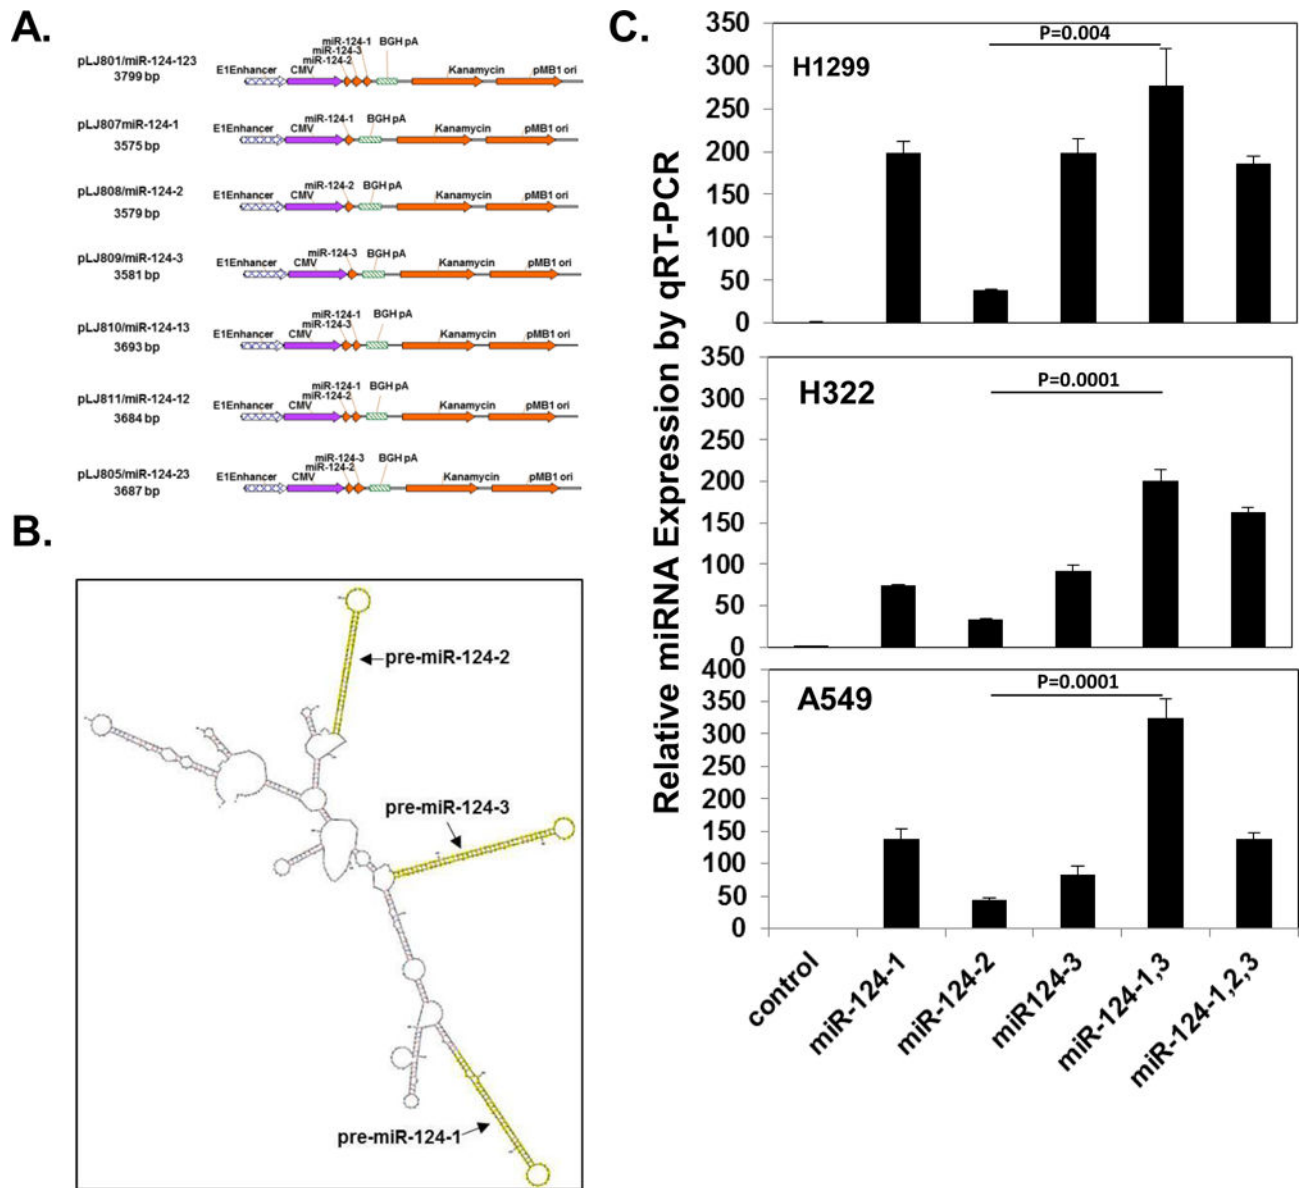 A.
pLJ801/miR-124-123
3799 bp
miR-124-1
miR-124-3
miR-124-2
BGH pA
E1Enhancer
CMV
Kanamycin
pMB1 ori
pLJ807miR-124-1
3575 bp
miR-124-1
BGH pA
E1Enhancer
CMV
Kanamycin
pMB1 ori
pLJ808/miR-124-2
3579 bp
miR-124-2
BGH pA
E1Enhancer
CMV
Kanamycin
pMB1 ori
pLJ809/miR-124-3
3581 bp
miR-124-3
BGH pA
E1Enhancer
CMV
Kanamycin
pMB1 ori
pLJ810/miR-124-13
3693 bp
miR-124-1
miR-124-3
BGH pA
E1Enhancer
CMV
Kanamycin
pMB1 ori
pLJ811/miR-124-12
3684 bp
miR-124-1
miR-124-2
BGH pA
E1Enhancer
CMV
Kanamycin
pMB1 ori
pLJ805/miR-124-23
3687 bp
miR-124-3
miR-124-2
BGH pA
E1Enhancer
CMV
Kanamycin
pMB1 ori
B.
pre-miR-124-2
pre-miR-124-3
pre-miR-124-1
C.
Relative miRNA Expression by qRT-PCR
350
300
250
200
150
100
50
0
H1299
P=0.004
350
300
250
200
150
100
50
0
H322
P=0.0001
400
350
300
250
200
150
100
50
0
A549
P=0.0001
control
miR-124-1
miR-124-2
miR124-3
miR-124-1,3
miR-124-1,2,3